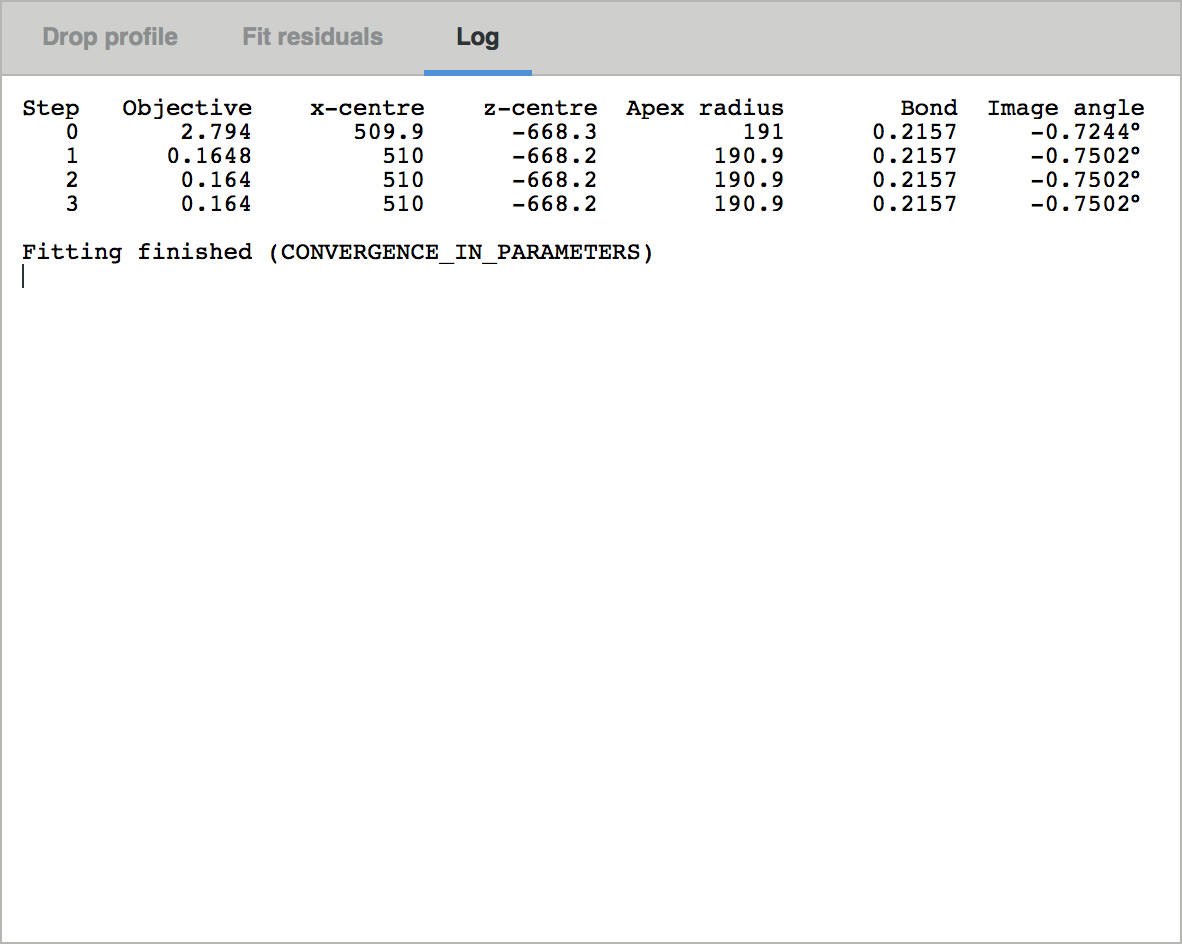 Drop profile Fit residuals Log
Step Objective x-centre z-centre Apex radius Bond Image angle
0 2.794 509.9 -668.3 191 0.2157 -0.7244°
1 0.1648 510 -668.2 190.9 0.2157 -0.7502°
2 0.164 510 -668.2 190.9 0.2157 -0.7502°
3 0.164 510 -668.2 190.9 0.2157 -0.7502°
Fitting finished (CONVERGENCE_IN_PARAMETERS)